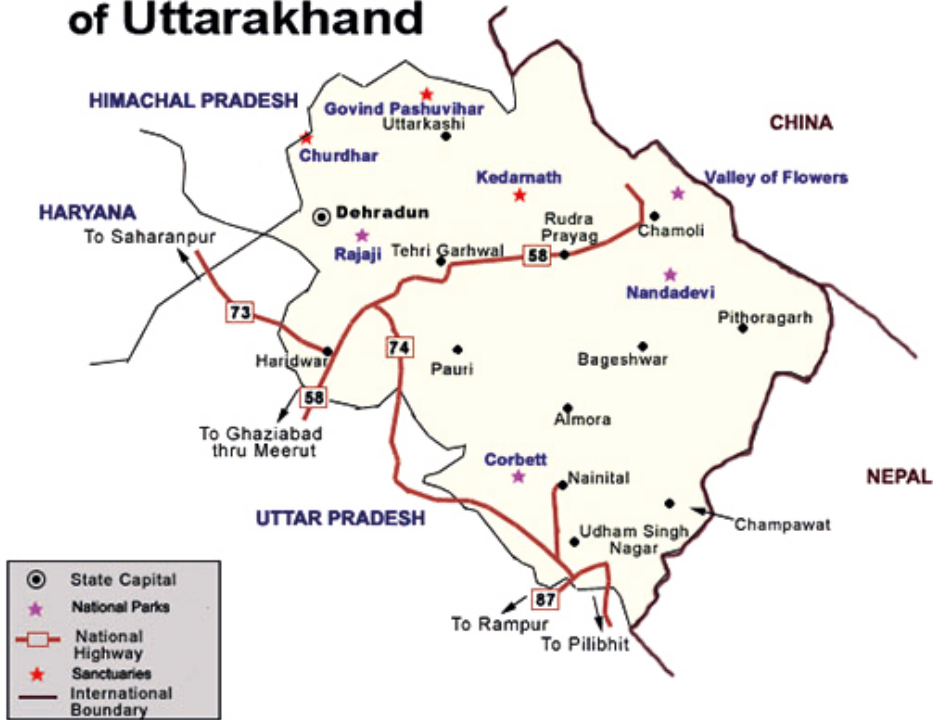 of Uttarakhand
HIMACHAL PRADESH
Govind Pashuvihar
Uttarkashi
CHINA
Churdhar
Kedarnath
Valley of Flowers
HARYANA
Dehradun
To Saharanpur
Rudra
Prayag
Chamoli
Rajaji
Tehri Garhwal
58
Nandadevi
73
Pithoragarh
74
Haridwar
Pauri
Bageshwar
58
Almora
To Ghaziabad
thru Meerut
Corbett
Nainital
NEPAL
UTTAR PRADESH
Champawat
Udham Singh
Nagar
87
To Rampur
To Pilibhit
State Capital
National Parks
National
Highway
Sanctuaries
International
Boundary